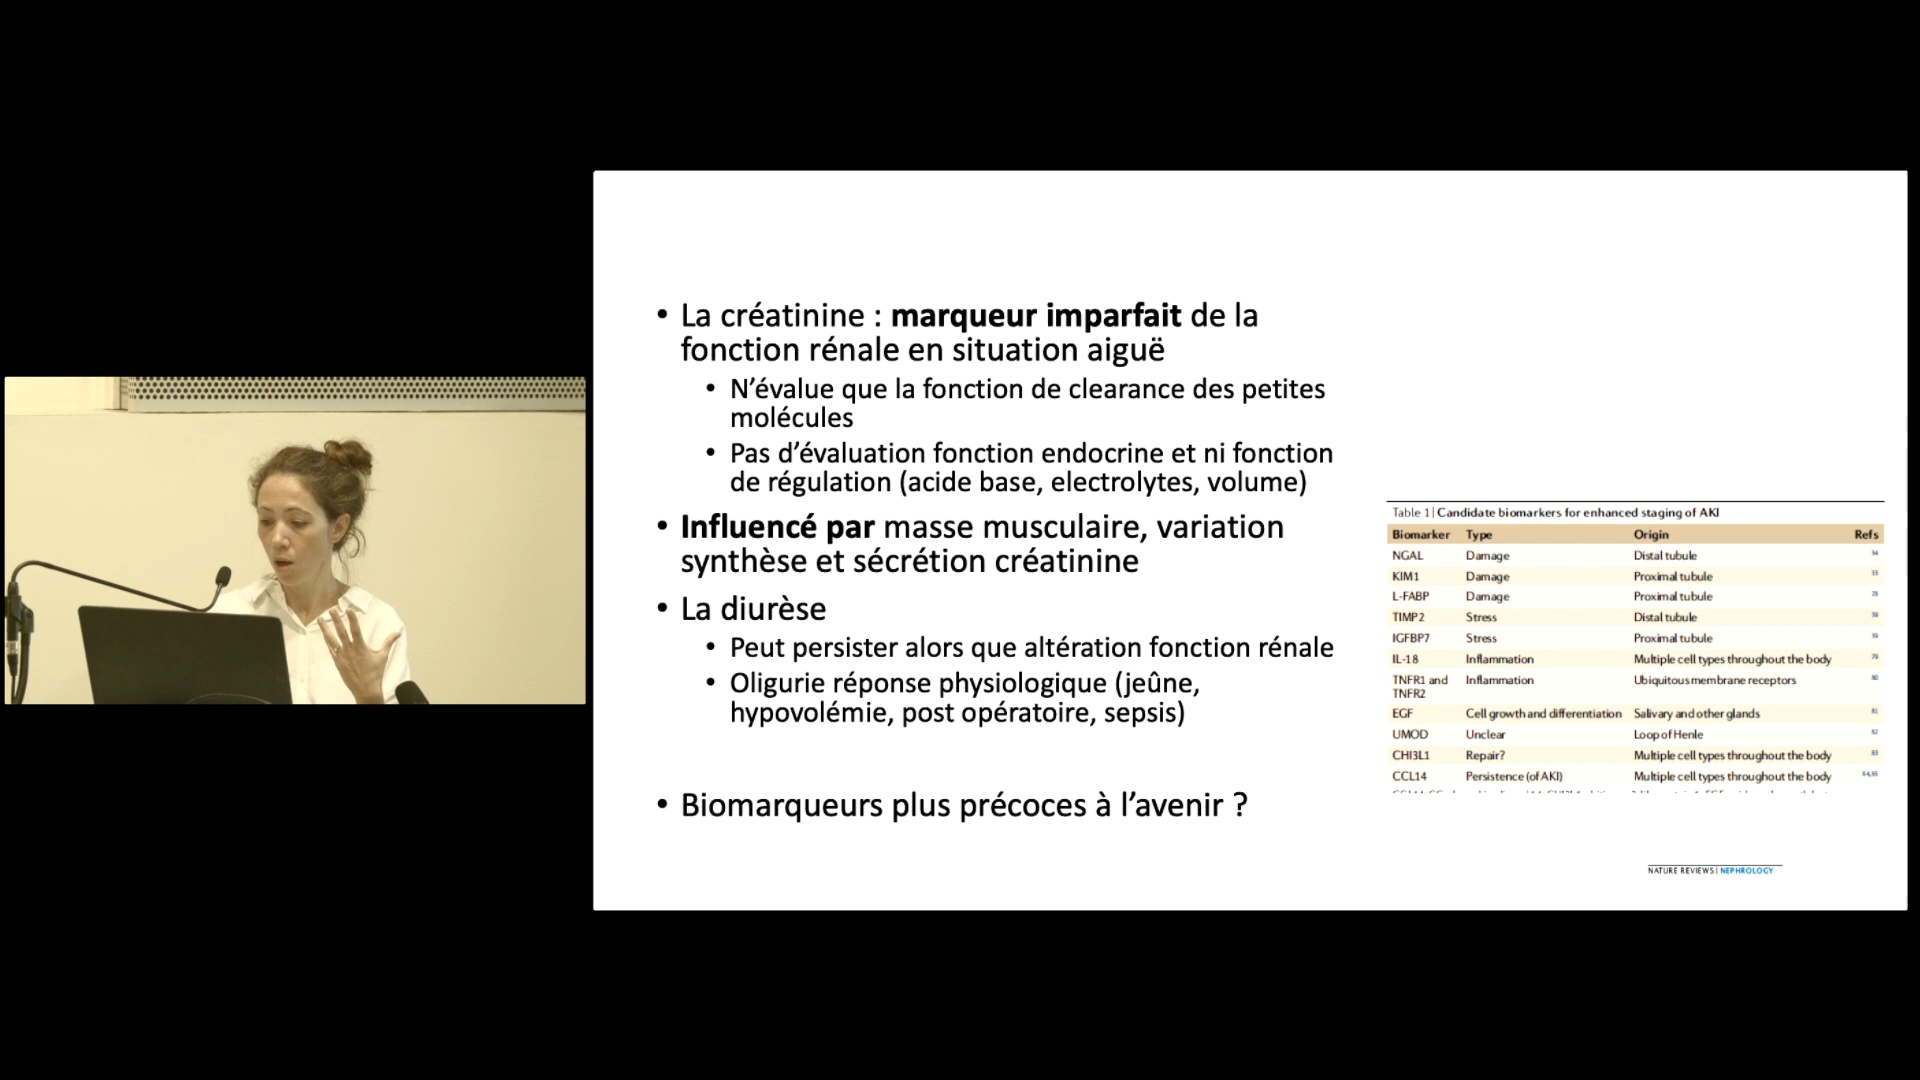 • La créatinine : marqueur imparfait de la
fonction rénale en situation aiguë
• N’évalue que la fonction de clearance des petites
molécules
• Pas d’évaluation fonction endocrine et ni fonction
de régulation (acide base, electrolytes, volume)
• Influencé par masse musculaire, variation
synthèse et sécrétion créatinine
• La diurèse
• Peut persister alors que altération fonction rénale
• Oligurie réponse physiologique (jeûne,
hypovolémie, post opératoire, sepsis)
• Biomarqueurs plus précoces à l’avenir ?
Table 1 | Candidate biomarkers for enhanced staging of AKI
Biomarker Type Origin Refs
NGAL Damage Distal tubule
KIM1 Damage Proximal tubule
L-FABP Damage Proximal tubule
TIMP2 Stress Distal tubule
IGFBP7 Stress Proximal tubule
IL-18 Inflammation Multiple cell types throughout the body
TNFR1 and Inflammation Ubiquitous membrane receptors
TNFR2
EGF Cell growth and differentiation Salivary and other glands
UMOD Unclear Loop of Henle
CHI3L1 Repair? Multiple cell types throughout the body
CCL14 Persistence (of AKI) Multiple cell types throughout the body
NATURE REVIEWS | NEPHROLOGY